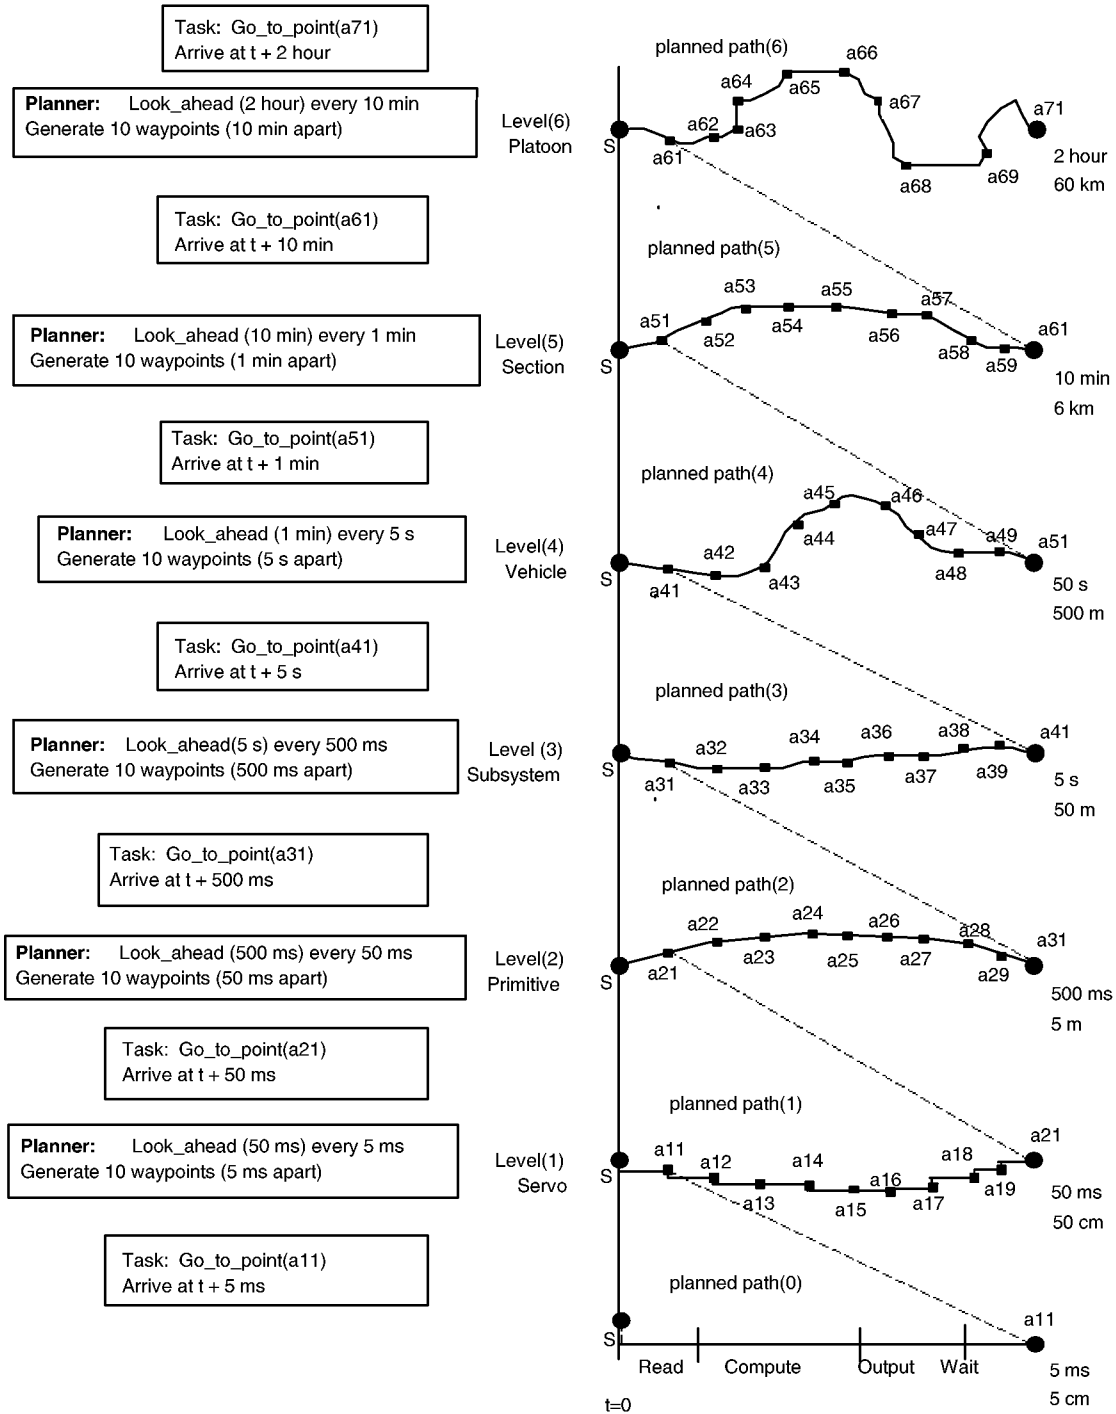 Task: Go_to_point(a71)
Arrive at t + 2 hour
Planner: Look_ahead (2 hour) every 10 min
Generate 10 waypoints (10 min apart)
planned path(6)
a66
a64
a65
a67
a71
Level(6)
Platoon
a62
a63
S
a61
a68
a69
2 hour
60 km
Task: Go_to_point(a61)
Arrive at t + 10 min
planned path(5)
a53
a55
a57
Planner: Look_ahead (10 min) every 1 min
Generate 10 waypoints (1 min apart)
Level(5)
Section
a51
a52
a54
a56
a58
a59
a61
S
10 min
6 km
Task: Go_to_point(a51)
Arrive at t + 1 min
planned path(4)
a45
a46
Planner: Look_ahead (1 min) every 5 s
Generate 10 waypoints (5 s apart)
Level(4)
Vehicle
a42
a44
a47
a49
a51
S
a41
a43
a48
50 s
500 m
Task: Go_to_point(a41)
Arrive at t + 5 s
planned path(3)
Planner: Look_ahead(5 s) every 500 ms
Generate 10 waypoints (500 ms apart)
Level (3)
Subsystem
a32
a34
a36
a38
a41
S
a31
a33
a35
a37
a39
5 s
50 m
Task: Go_to_point(a31)
Arrive at t + 500 ms
planned path(2)
a22
a24
a26
a28
a31
Planner: Look_ahead (500 ms) every 50 ms
Generate 10 waypoints (50 ms apart)
Level(2)
Primitive
S
a21
a23
a25
a27
a29
500 ms
5 m
Task: Go_to_point(a21)
Arrive at t + 50 ms
planned path(1)
Planner: Look_ahead (50 ms) every 5 ms
Generate 10 waypoints (5 ms apart)
Level(1)
Servo
a11
a12
a14
a16
a18
a21
S
a13
a15
a17
a19
50 ms
50 cm
Task: Go_to_point(a11)
Arrive at t + 5 ms
planned path(0)
a11
S
Read
Compute
Output
Wait
5 ms
5 cm
t=0